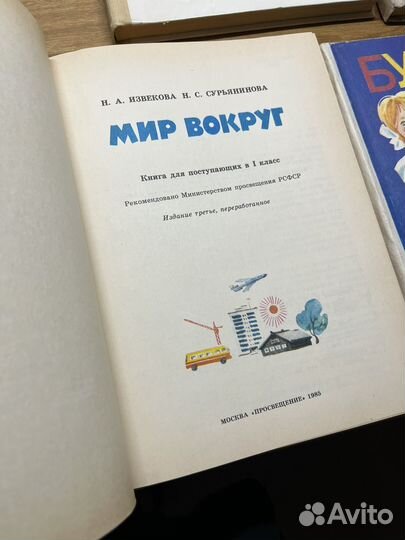 Н. А. ИЗВЕКОВА Н. С. СУРЬЯНИНОВА
МИР ВОКРУГ
Книга для поступающих в I класс
Рекомендовано Министерством просвещения РСФСР
Издание третье, переработанное
МОСКВА «ПРОСВЕЩЕНИЕ» 1985
БУ
Avito